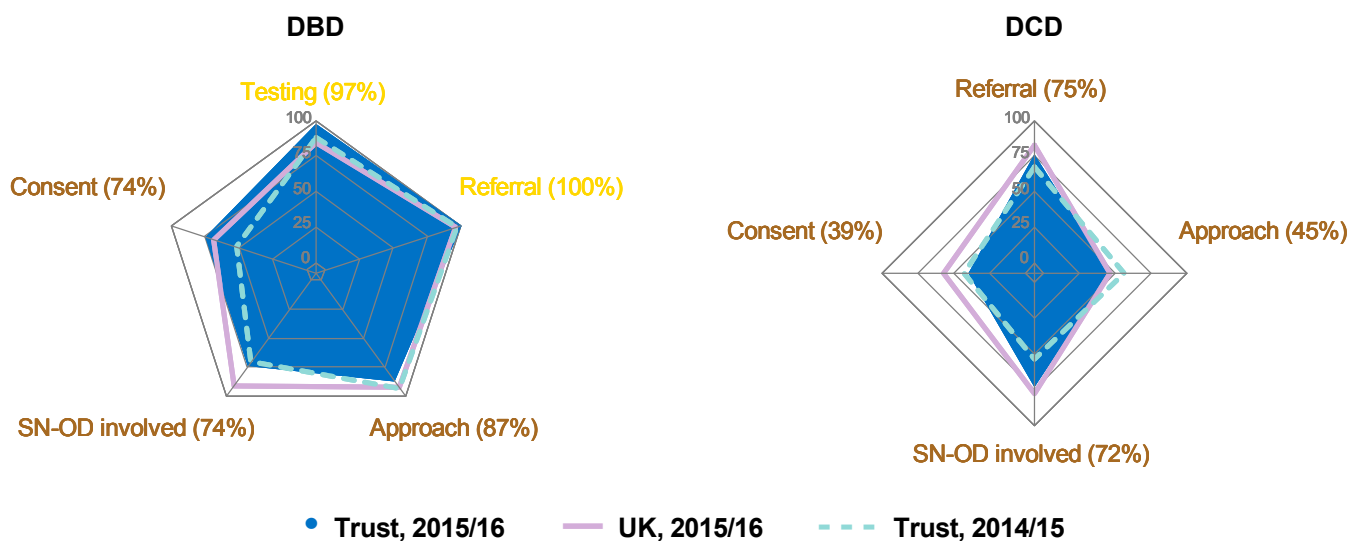 DBD
Testing (97%)
100
75
50
25
0
Consent (74%)
Referral (100%)
SN-OD involved (74%)
Approach (87%)
DCD
Referral (75%)
100
75
50
25
0
Consent (39%)
Approach (45%)
SN-OD involved (72%)
Trust, 2015/16
UK, 2015/16
Trust, 2014/15